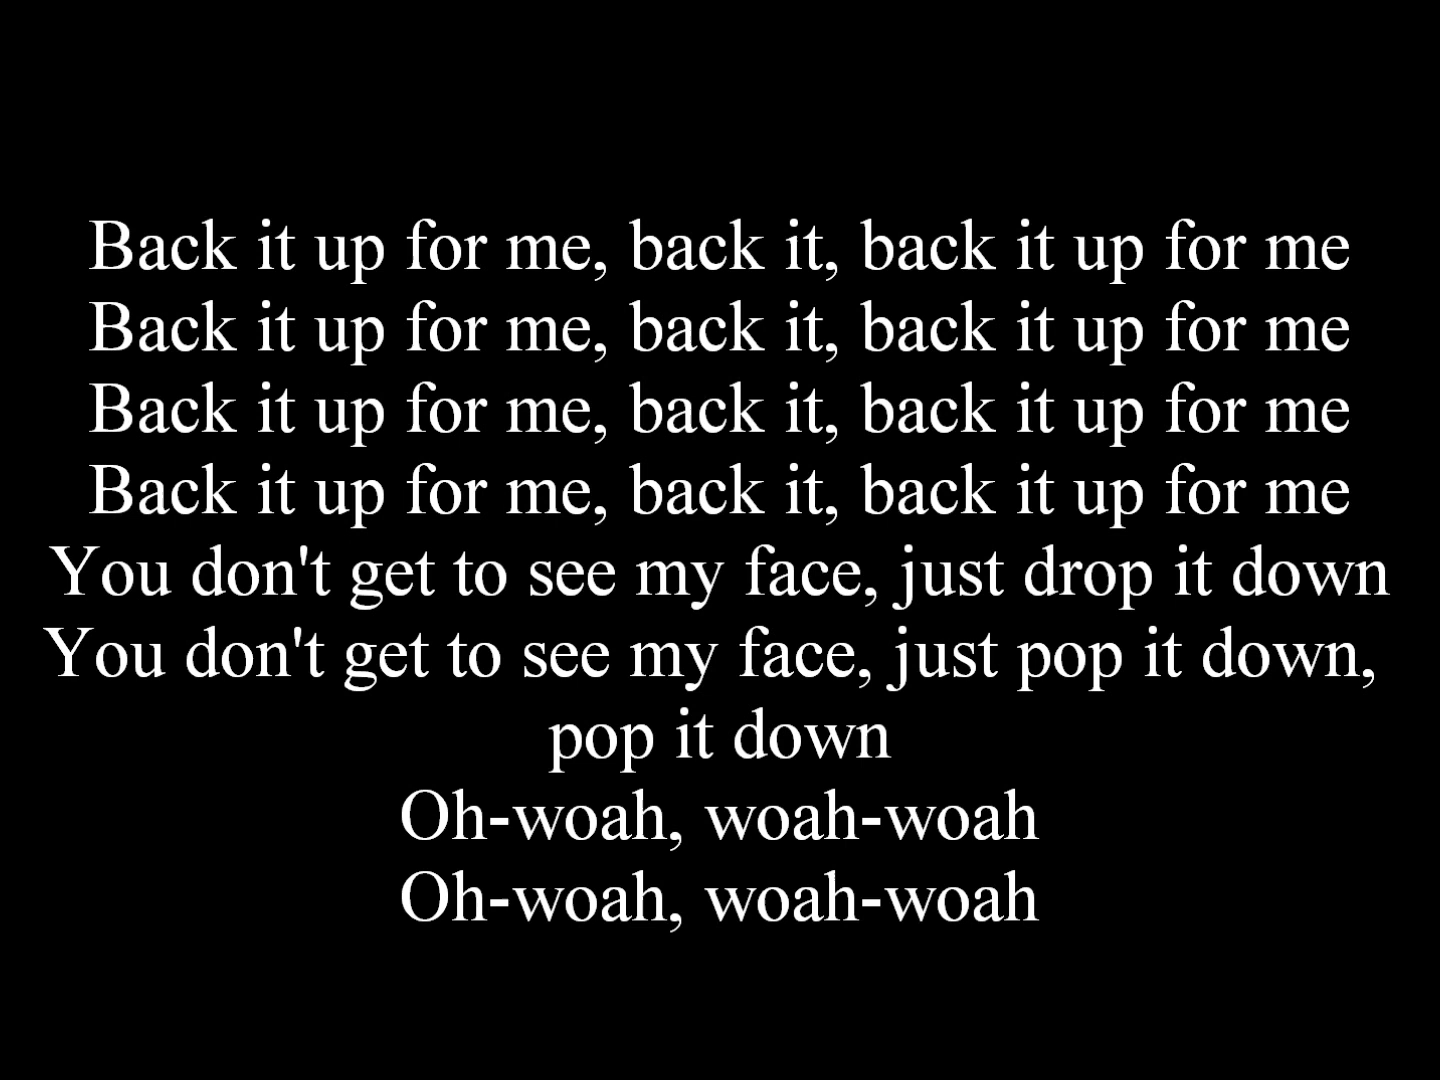 Back it up for me, back it, back it up for me
Back it up for me, back it, back it up for me
Back it up for me, back it, back it up for me
Back it up for me, back it, back it up for me
You don't get to see my face, just drop it down
You don't get to see my face, just pop it down,
pop it down
Oh-woah, woah-woah
Oh-woah, woah-woah